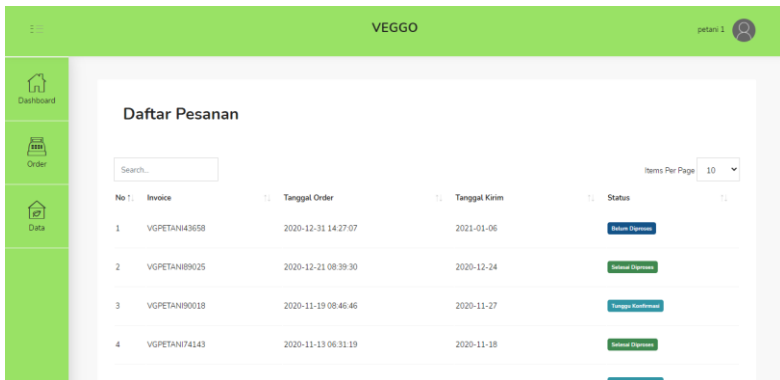 VEGGO
petani 1
Dashboard
Order
Data
Daftar Pesanan
Search..
Items Per Page 10
No Invoice Tanggal Order Tanggal Kirim Status
1 VGPETANI43658 2020-12-31 14:27:07 2021-01-06 Belum Diproses
2 VGPETANI89025 2020-12-21 08:39:30 2020-12-24 Selesai Diproses
3 VGPETANI90018 2020-11-19 08:46:46 2020-11-27 Tunggu Konfirmasi
4 VGPETANI74143 2020-11-13 06:31:19 2020-11-18 Selesai Diproses